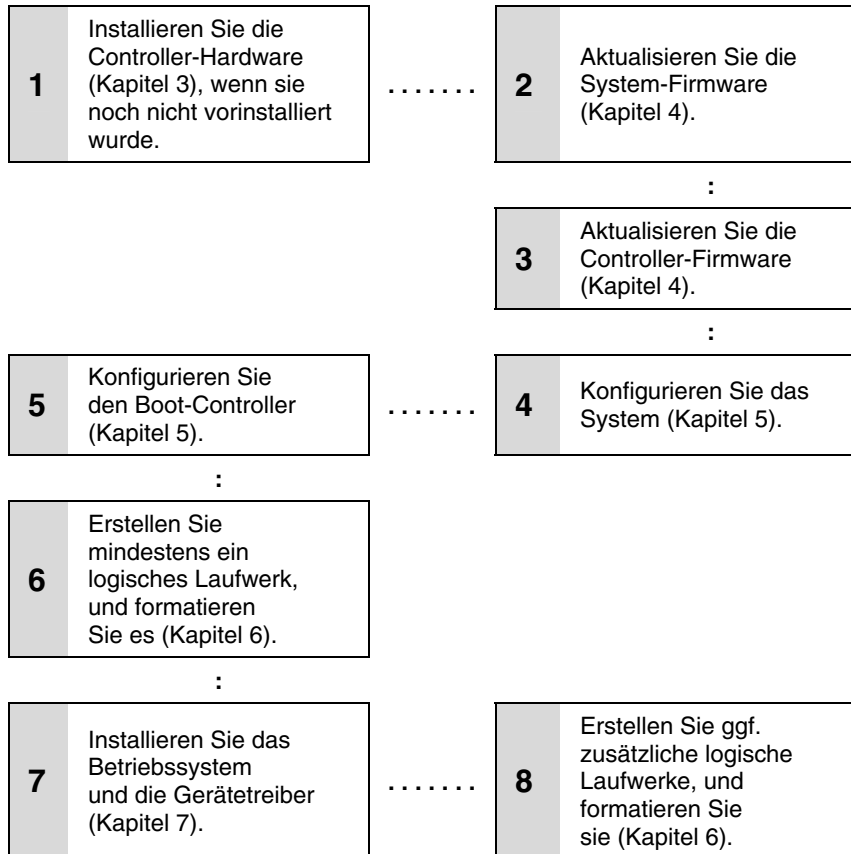 1
Installieren Sie die
Controller-Hardware
(Kapitel 3), wenn sie
noch nicht vorinstalliert
wurde.
.......
2
Aktualisieren Sie die
System-Firmware
(Kapitel 4).
:
3
Aktualisieren Sie die
Controller-Firmware
(Kapitel 4).
:
4
Konfigurieren Sie das
System (Kapitel 5).
.......
5
Konfigurieren Sie
den Boot-Controller
(Kapitel 5).
:
6
Erstellen Sie
mindestens ein
logisches Laufwerk,
und formatieren
Sie es (Kapitel 6).
:
7
Installieren Sie das
Betriebssystem
und die Gerätetreiber
(Kapitel 7).
.......
8
Erstellen Sie ggf.
zusätzliche logische
Laufwerke, und
formatieren Sie
sie (Kapitel 6).